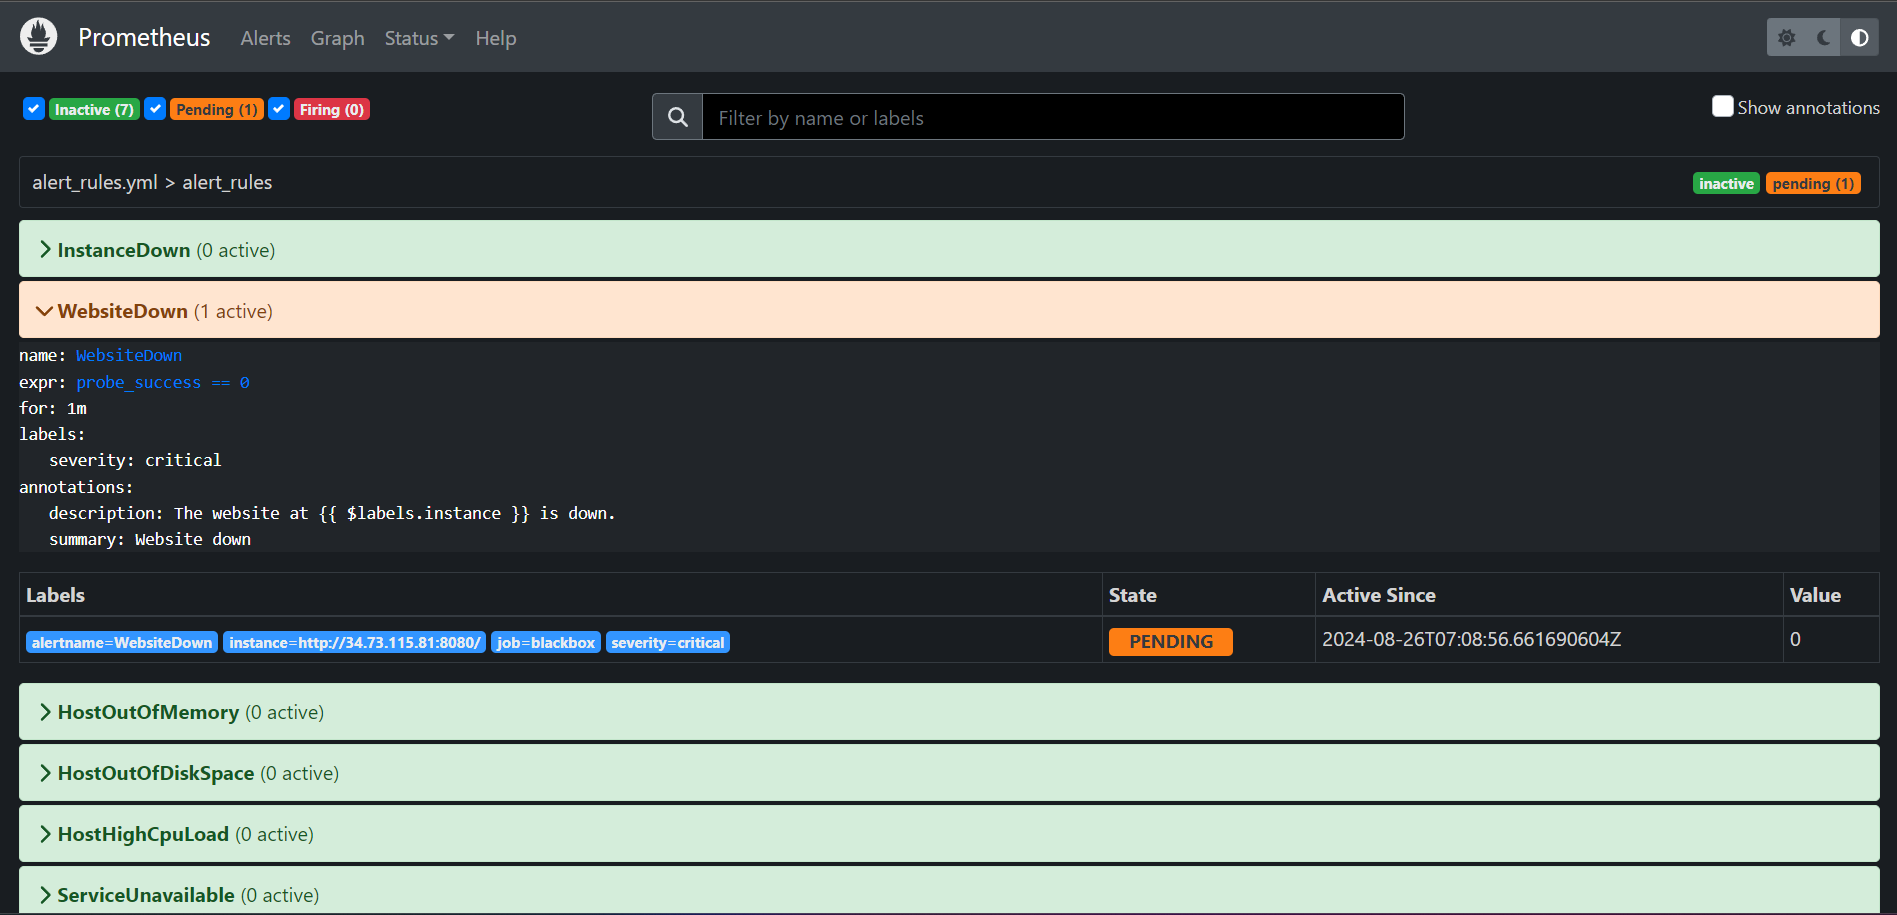 Prometheus Alerts Graph Status Help
Inactive (7) Pending (1) Firing (0) Filter by name or labels Show annotations
alert_rules.yml > alert_rules inactive pending (1)
InstanceDown (0 active)
WebsiteDown (1 active)
name: WebsiteDown
expr: probe_success == 0
for: 1m
labels:
severity: critical
annotations:
description: The website at {{ $labels.instance }} is down.
summary: Website down
Labels State Active Since Value
alertname=WebsiteDown instance=http://34.73.115.81:8080/ job=blackbox severity=critical PENDING 2024-08-26T07:08:56.661690604Z 0
HostOutOfMemory (0 active)
HostOutOfDiskSpace (0 active)
HostHighCpuLoad (0 active)
ServiceUnavailable (0 active)